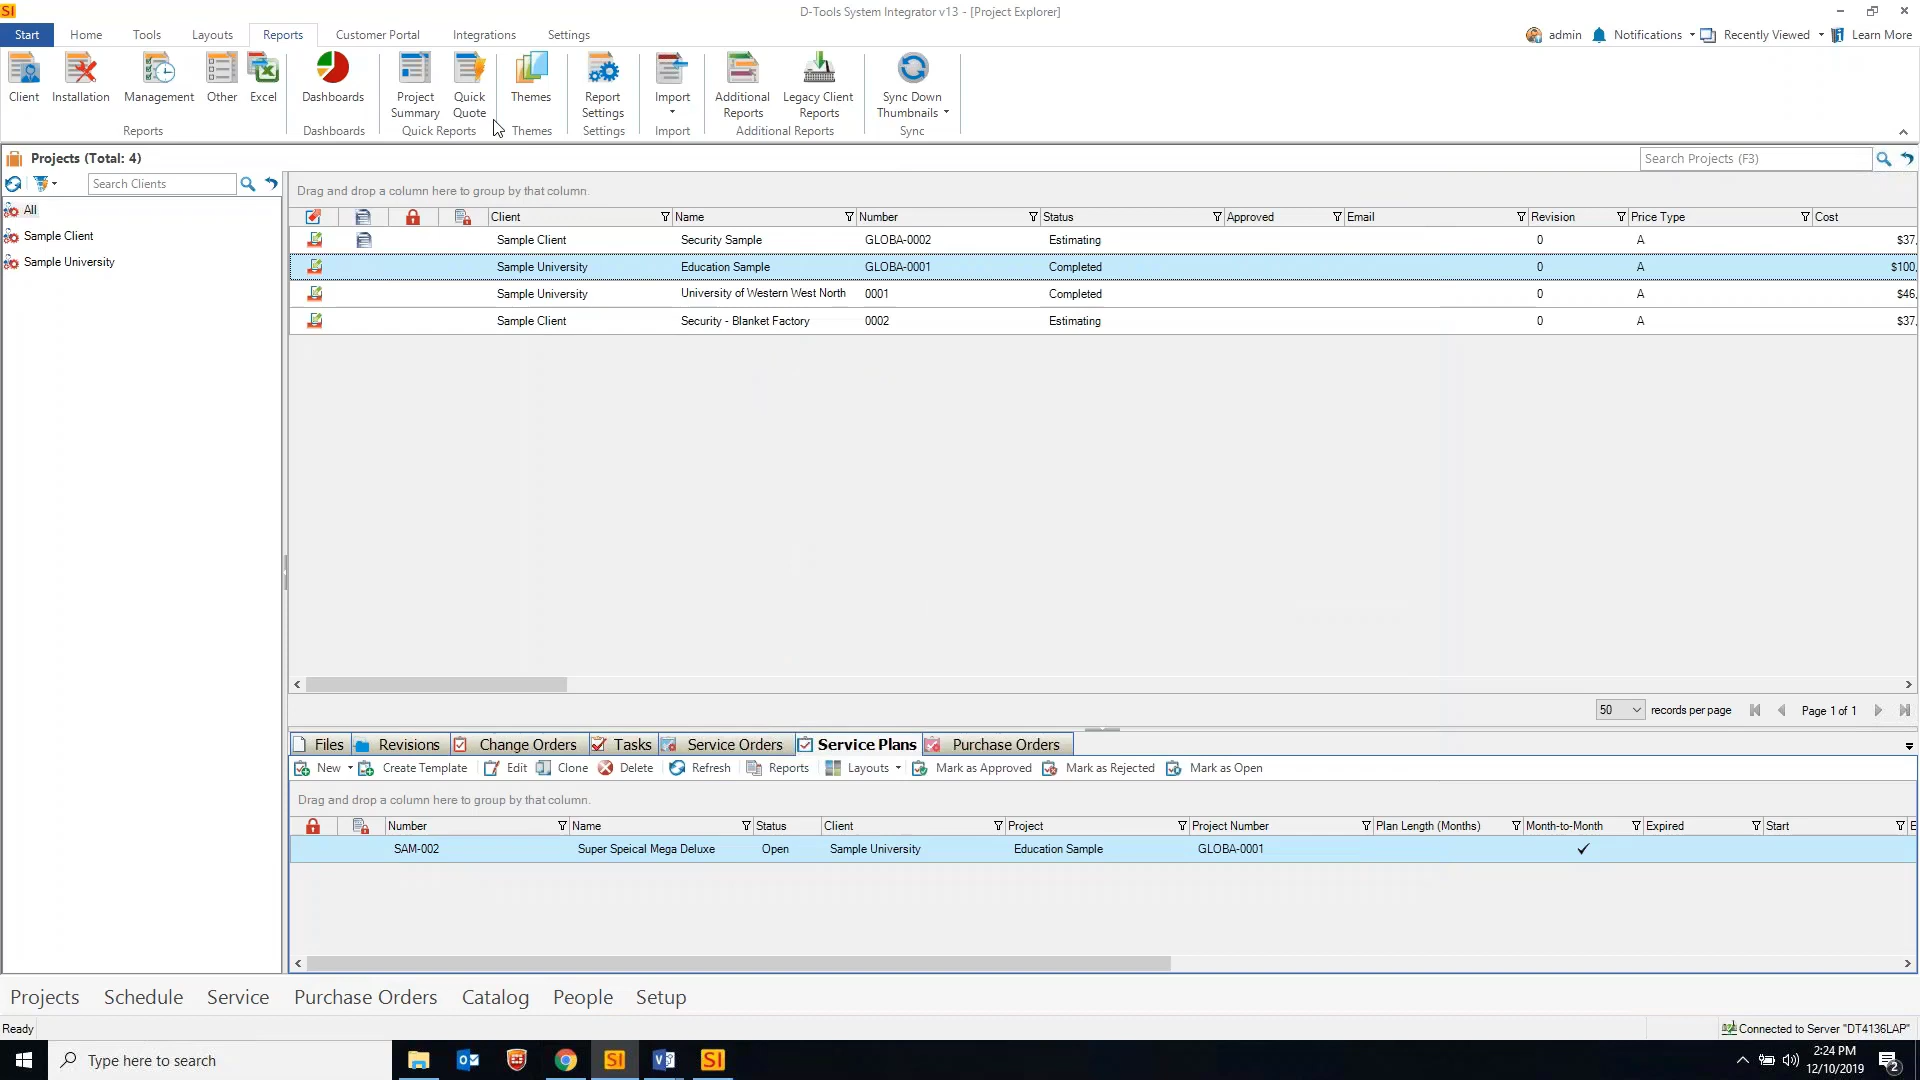 SI
D-Tools System Integrator v13 - [Project Explorer]
Start Home Tools Layouts Reports Customer Portal Integrations Settings
admin Notifications Recently Viewed Learn More
Client Installation Management Other Excel Dashboards Project Summary Quick Quote Themes Report Settings Import Additional Reports Legacy Client Reports Sync Down Thumbnails
Reports Dashboards Quick Reports Themes Settings Import Additional Reports Sync
Projects (Total: 4)
Search Projects (F3)
Search Clients
All
Sample Client
Sample University
Drag and drop a column here to group by that column.
Client Name Number Status Approved Email Revision Price Type Cost
Sample Client Security Sample GLOBA-0002 Estimating 0 A $37,
Sample University Education Sample GLOBA-0001 Completed 0 A $100,
Sample University University of Western West North 0001 Completed 0 A $46,
Sample Client Security - Blanket Factory 0002 Estimating 0 A $37,
50 records per page Page 1 of 1
Files Revisions Change Orders Tasks Service Orders Service Plans Purchase Orders
New Create Template Edit Clone Delete Refresh Reports Layouts Mark as Approved Mark as Rejected Mark as Open
Drag and drop a column here to group by that column.
Number Name Status Client Project Project Number Plan Length (Months) Month-to-Month Expired Start E
SAM-002 Super Speical Mega Deluxe Open Sample University Education Sample GLOBA-0001
Projects Schedule Service Purchase Orders Catalog People Setup
Ready
Connected to Server "DT4136LAP"
Type here to search
SI SI
2:24 PM
12/10/2019
2